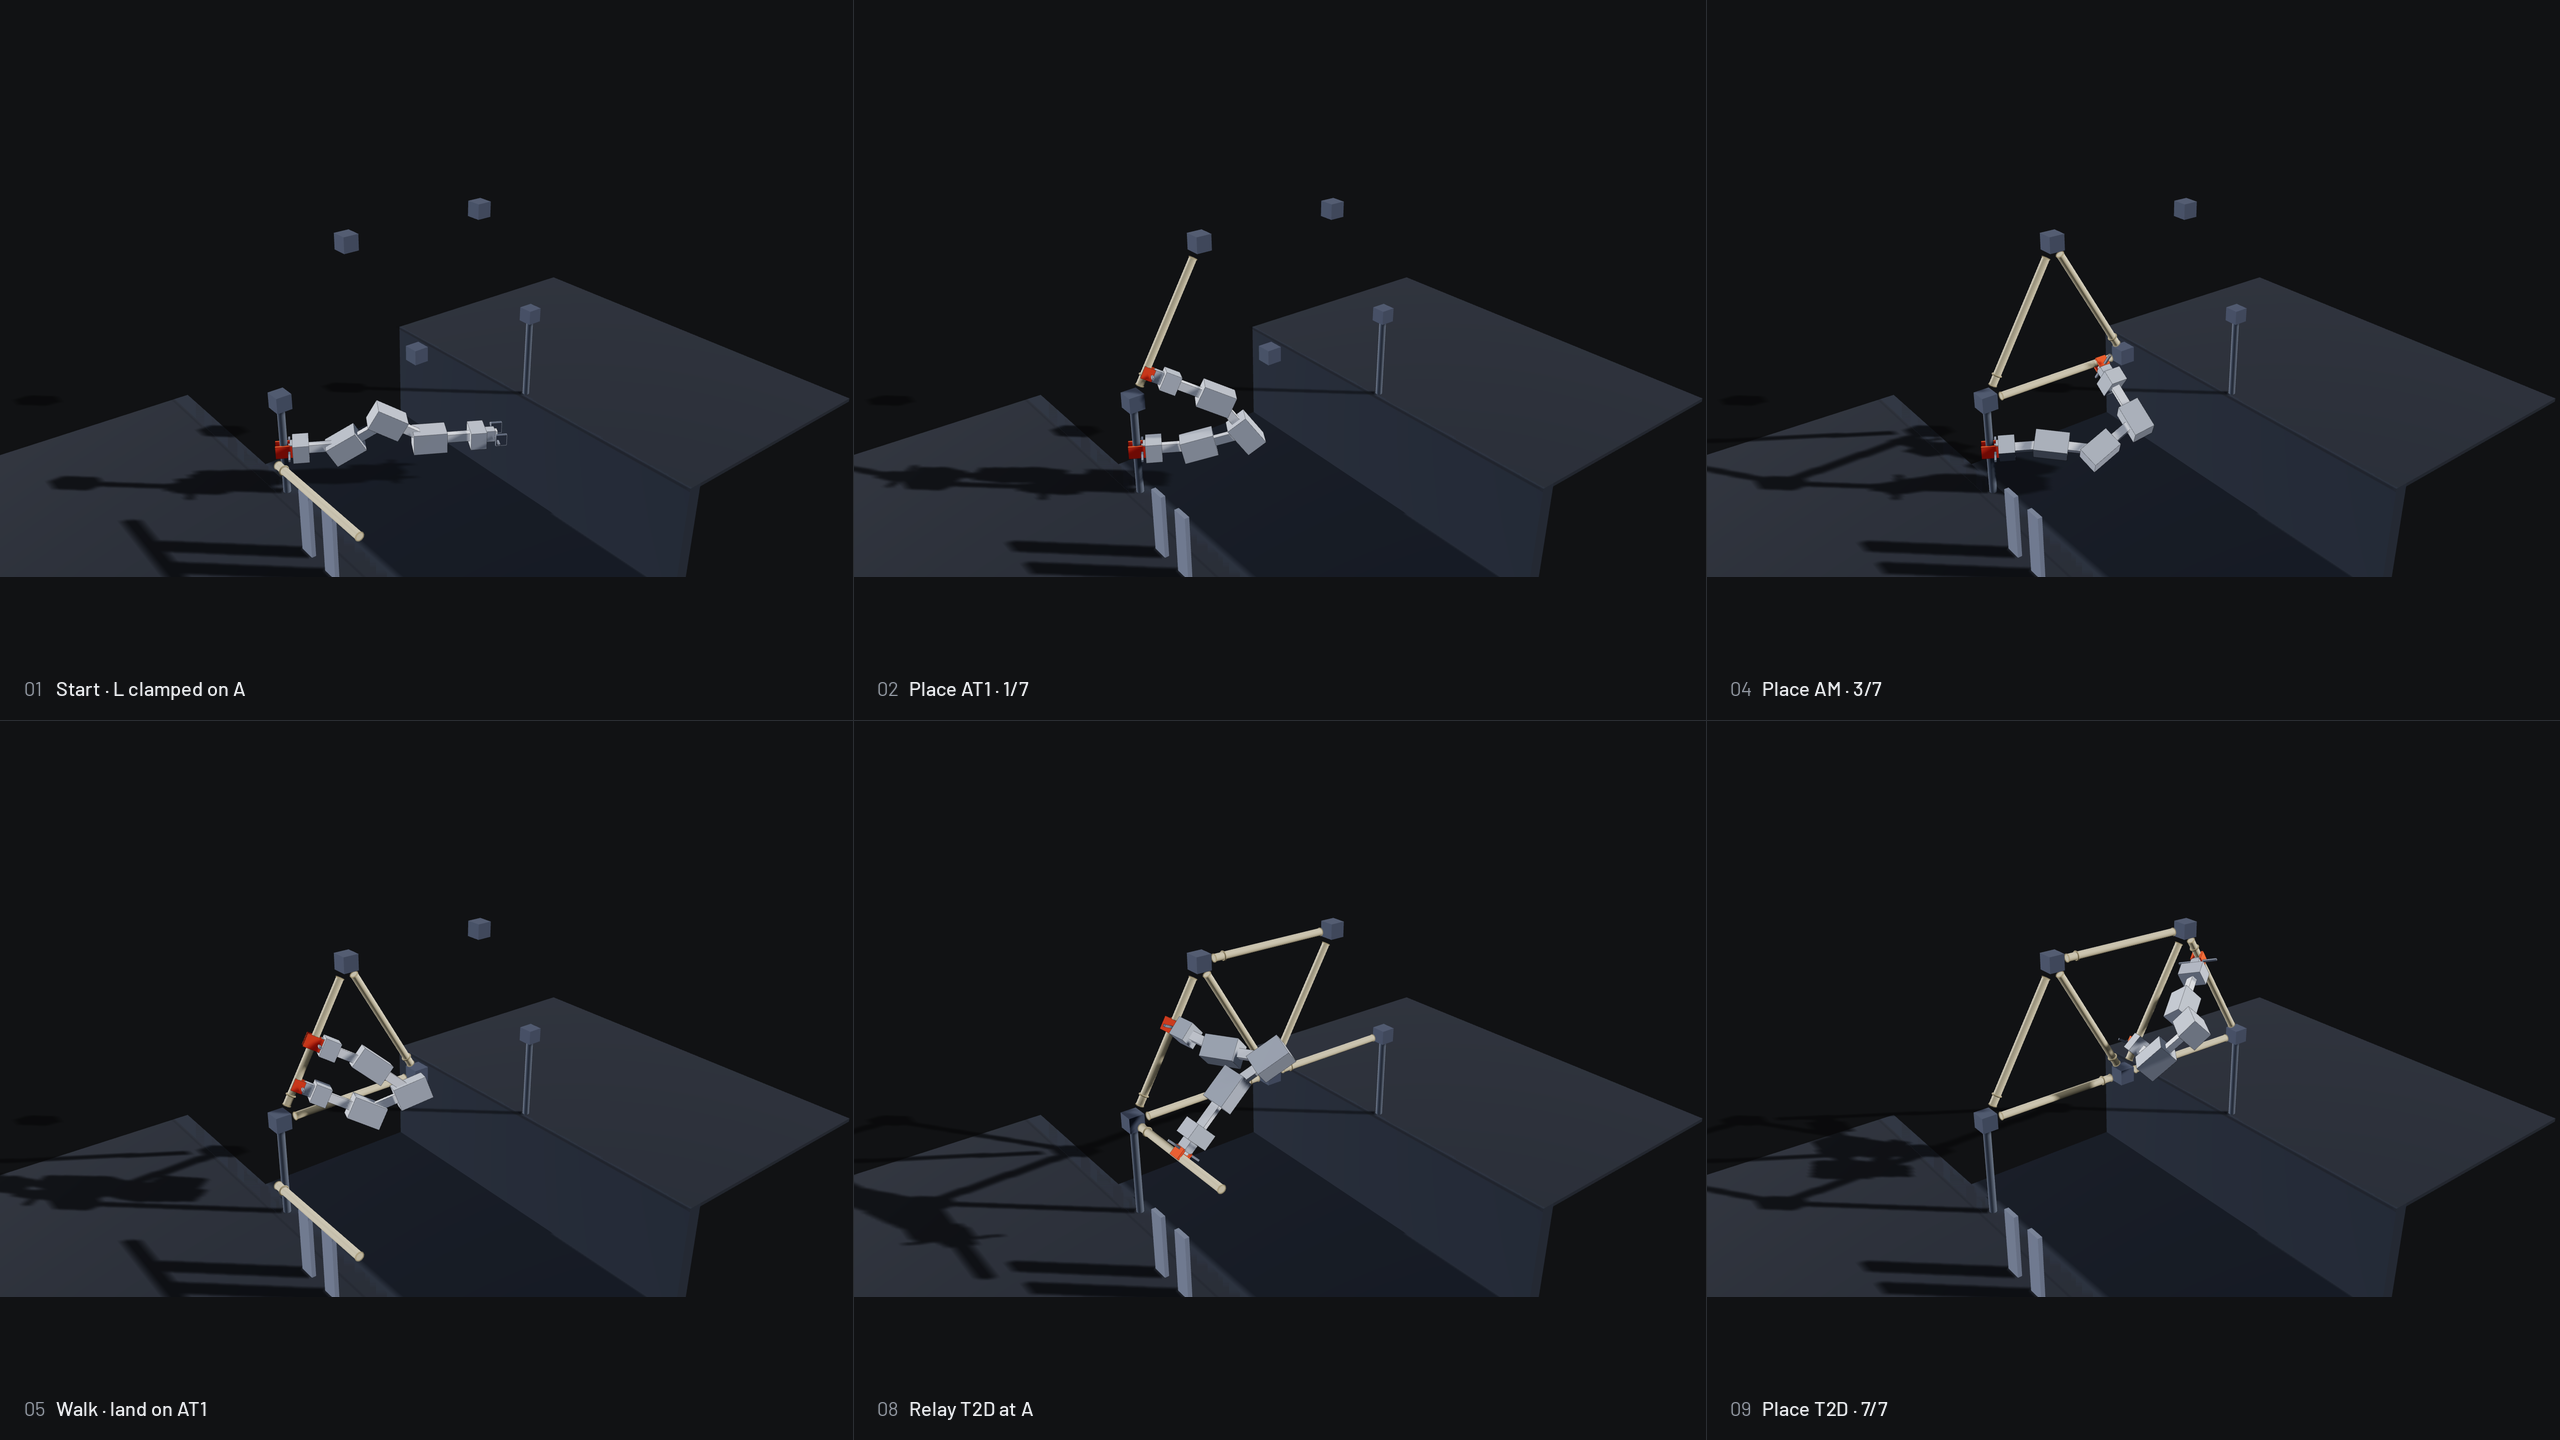 01 Start · L clamped on A
02 Place AT1 · 1/7
04 Place AM · 3/7
05 Walk · land on AT1
08 Relay T2D at A
09 Place T2D · 7/7